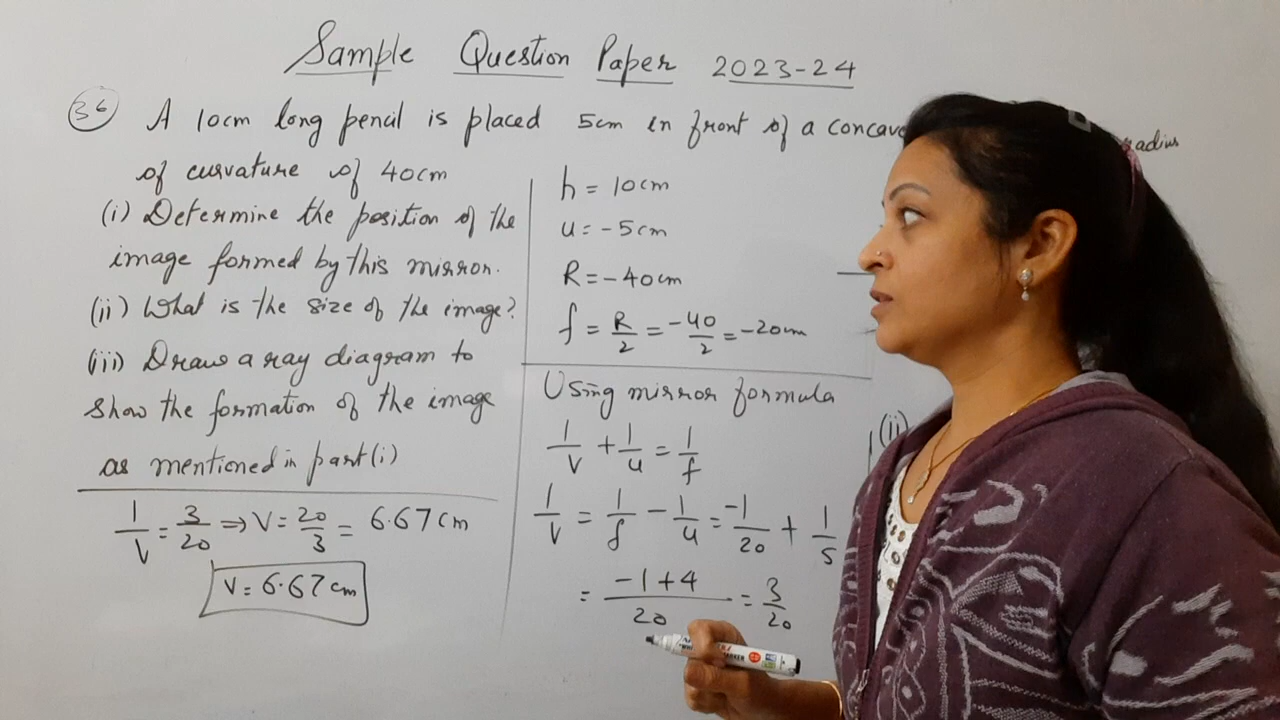 Sample Question Paper 2023-24
36 A 10cm long pencil is placed 5cm in front of a concav
radius
of curvature of 40cm
(i) Determine the position of the
image formed by this mirror.
(ii) What is the size of the image?
(iii) Draw a ray diagram to
show the formation of the image
as mentioned in part (i)
1/V = 3/20 ⇒ V = 20/3 = 6.67cm
V = 6.67cm
h = 10cm
u = -5cm
R = -40cm
f = R/2 = -40/2 = -20cm
Using mirror formula
1/V + 1/u = 1/f
1/V = 1/f - 1/u = -1/20 + 1/5
= -1+4/20 = 3/20
(ii)